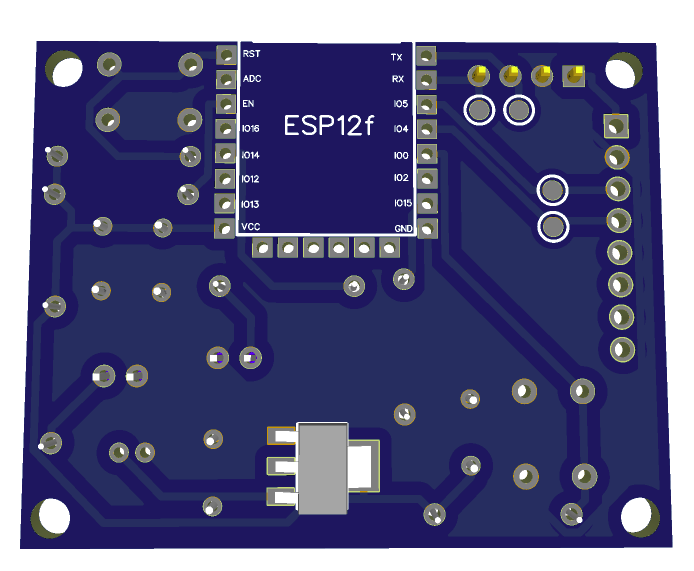 RST
ADC
EN
IO16
IO14
IO12
IO13
VCC
ESP12f
TX
RX
IO5
IO4
IO0
IO2
IO15
GND